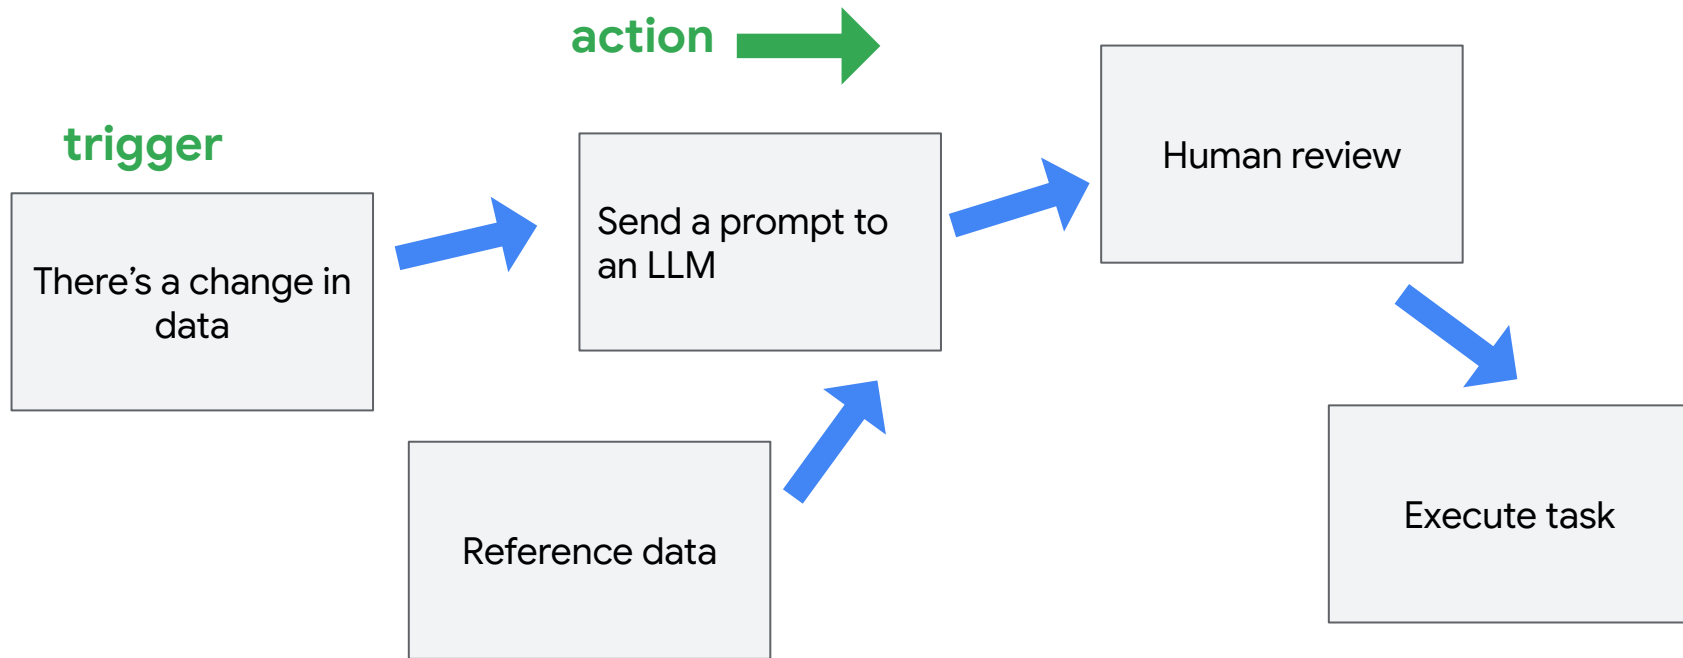 action
trigger
There’s a change in
data
Send a prompt to
an LLM
Human review
Reference data
Execute task